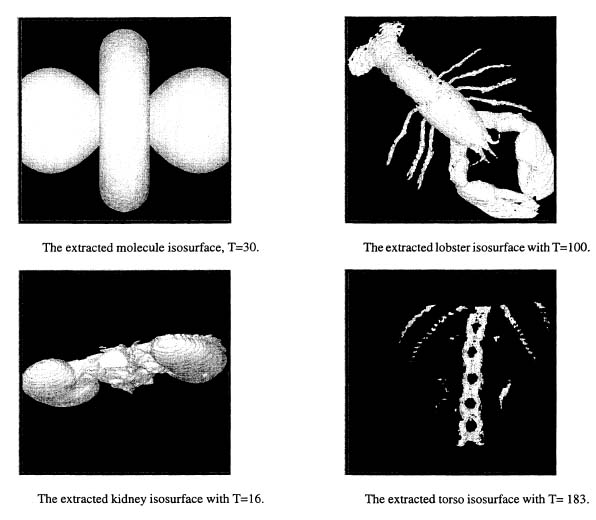 The extracted molecule isosurface, T=30.
The extracted lobster isosurface with T=100.
The extracted kidney isosurface with T=16.
The extracted torso isosurface with T= 183.